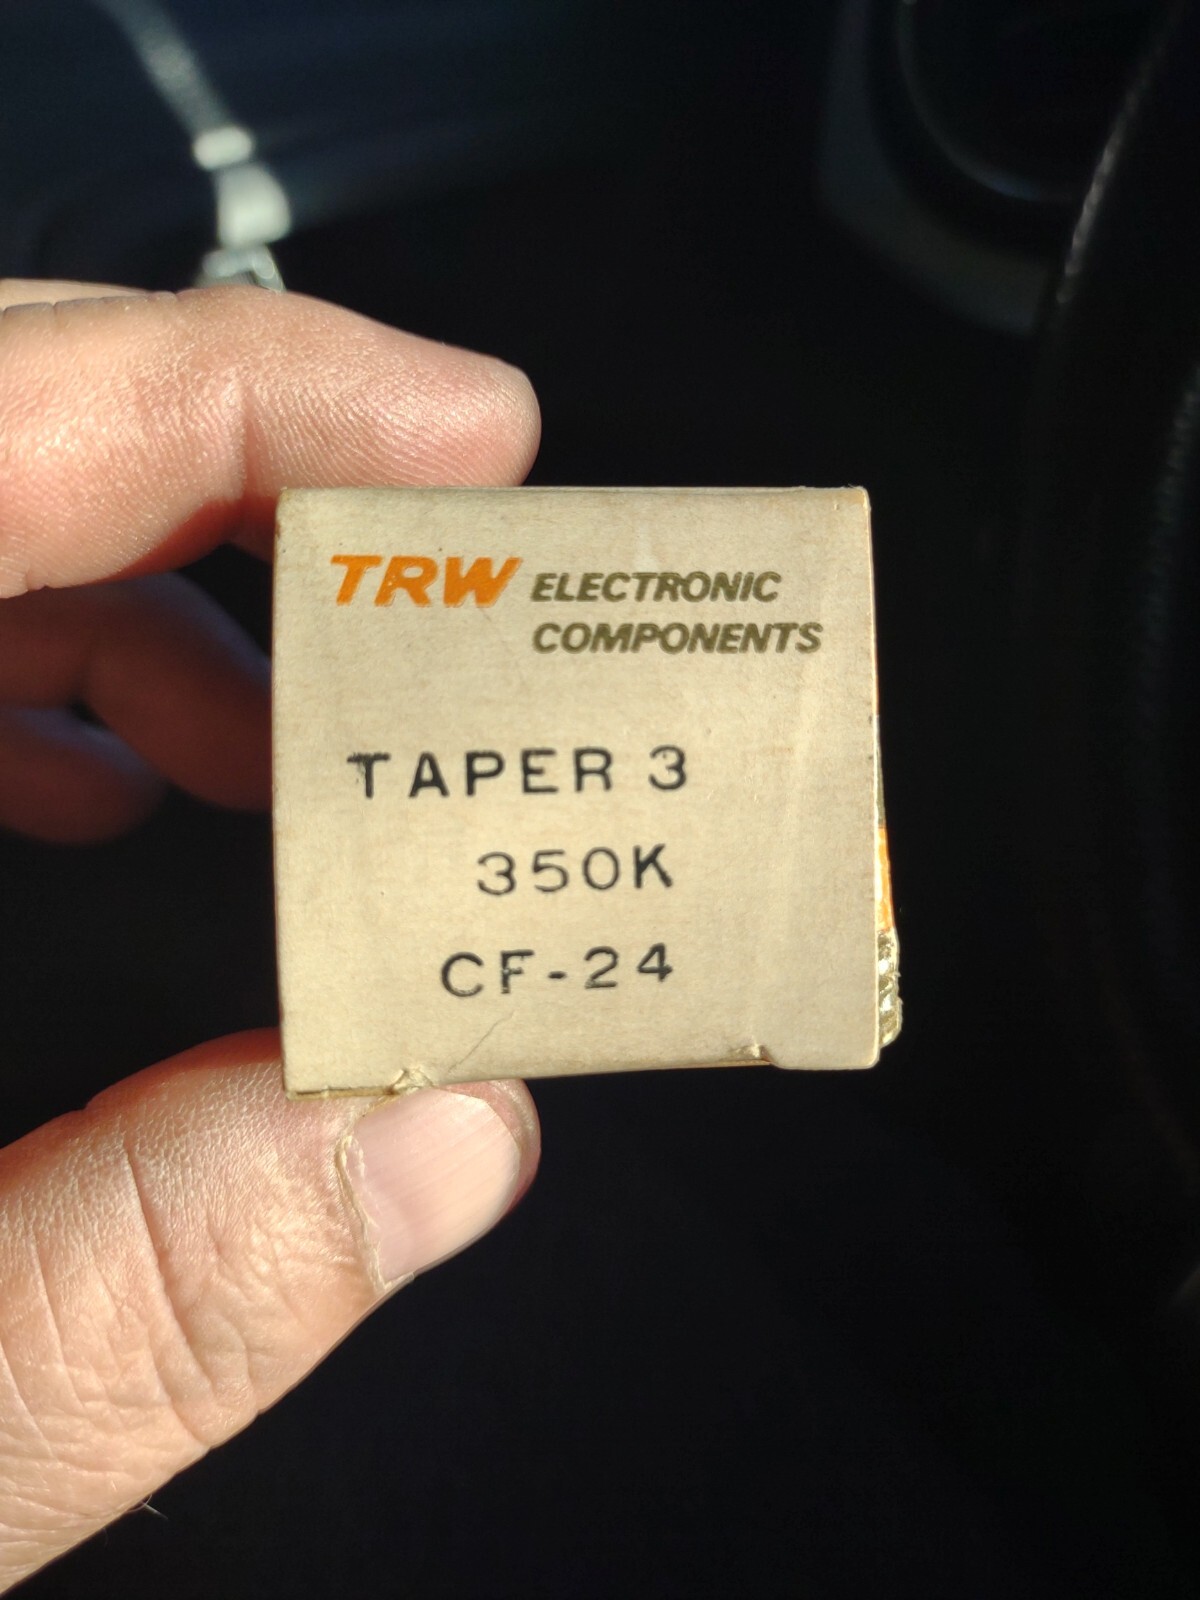 TRW ELECTRONIC
COMPONENTS
TAPER 3
350K
CF-24